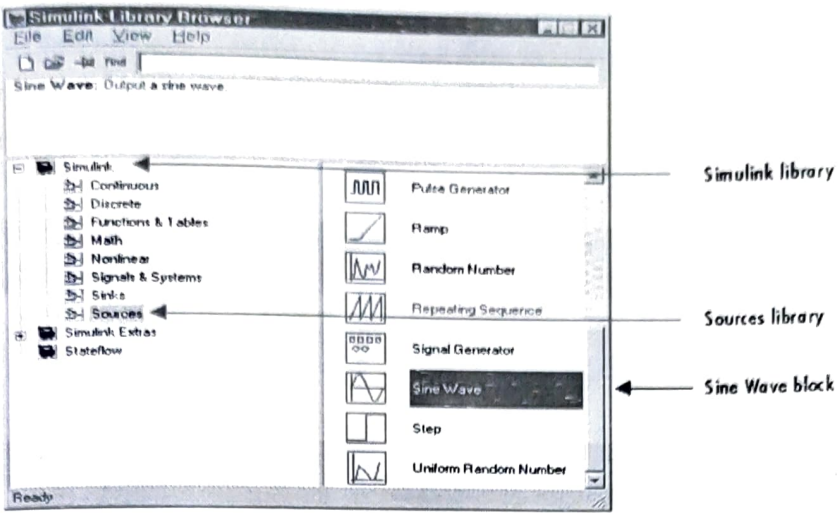 Simulink Library Browser
File Edit View Help
Find
Sine Wave: Output a sine wave.
Simulink
Continuous
Discrete
Functions & Tables
Math
Nonlinear
Signals & Systems
Sinks
Sources
Simulink Extras
Stateflow
Pulse Generator
Ramp
Random Number
Repeating Sequence
Signal Generator
Sine Wave
Step
Uniform Random Number
Ready
Simulink library
Sources library
Sine Wave block